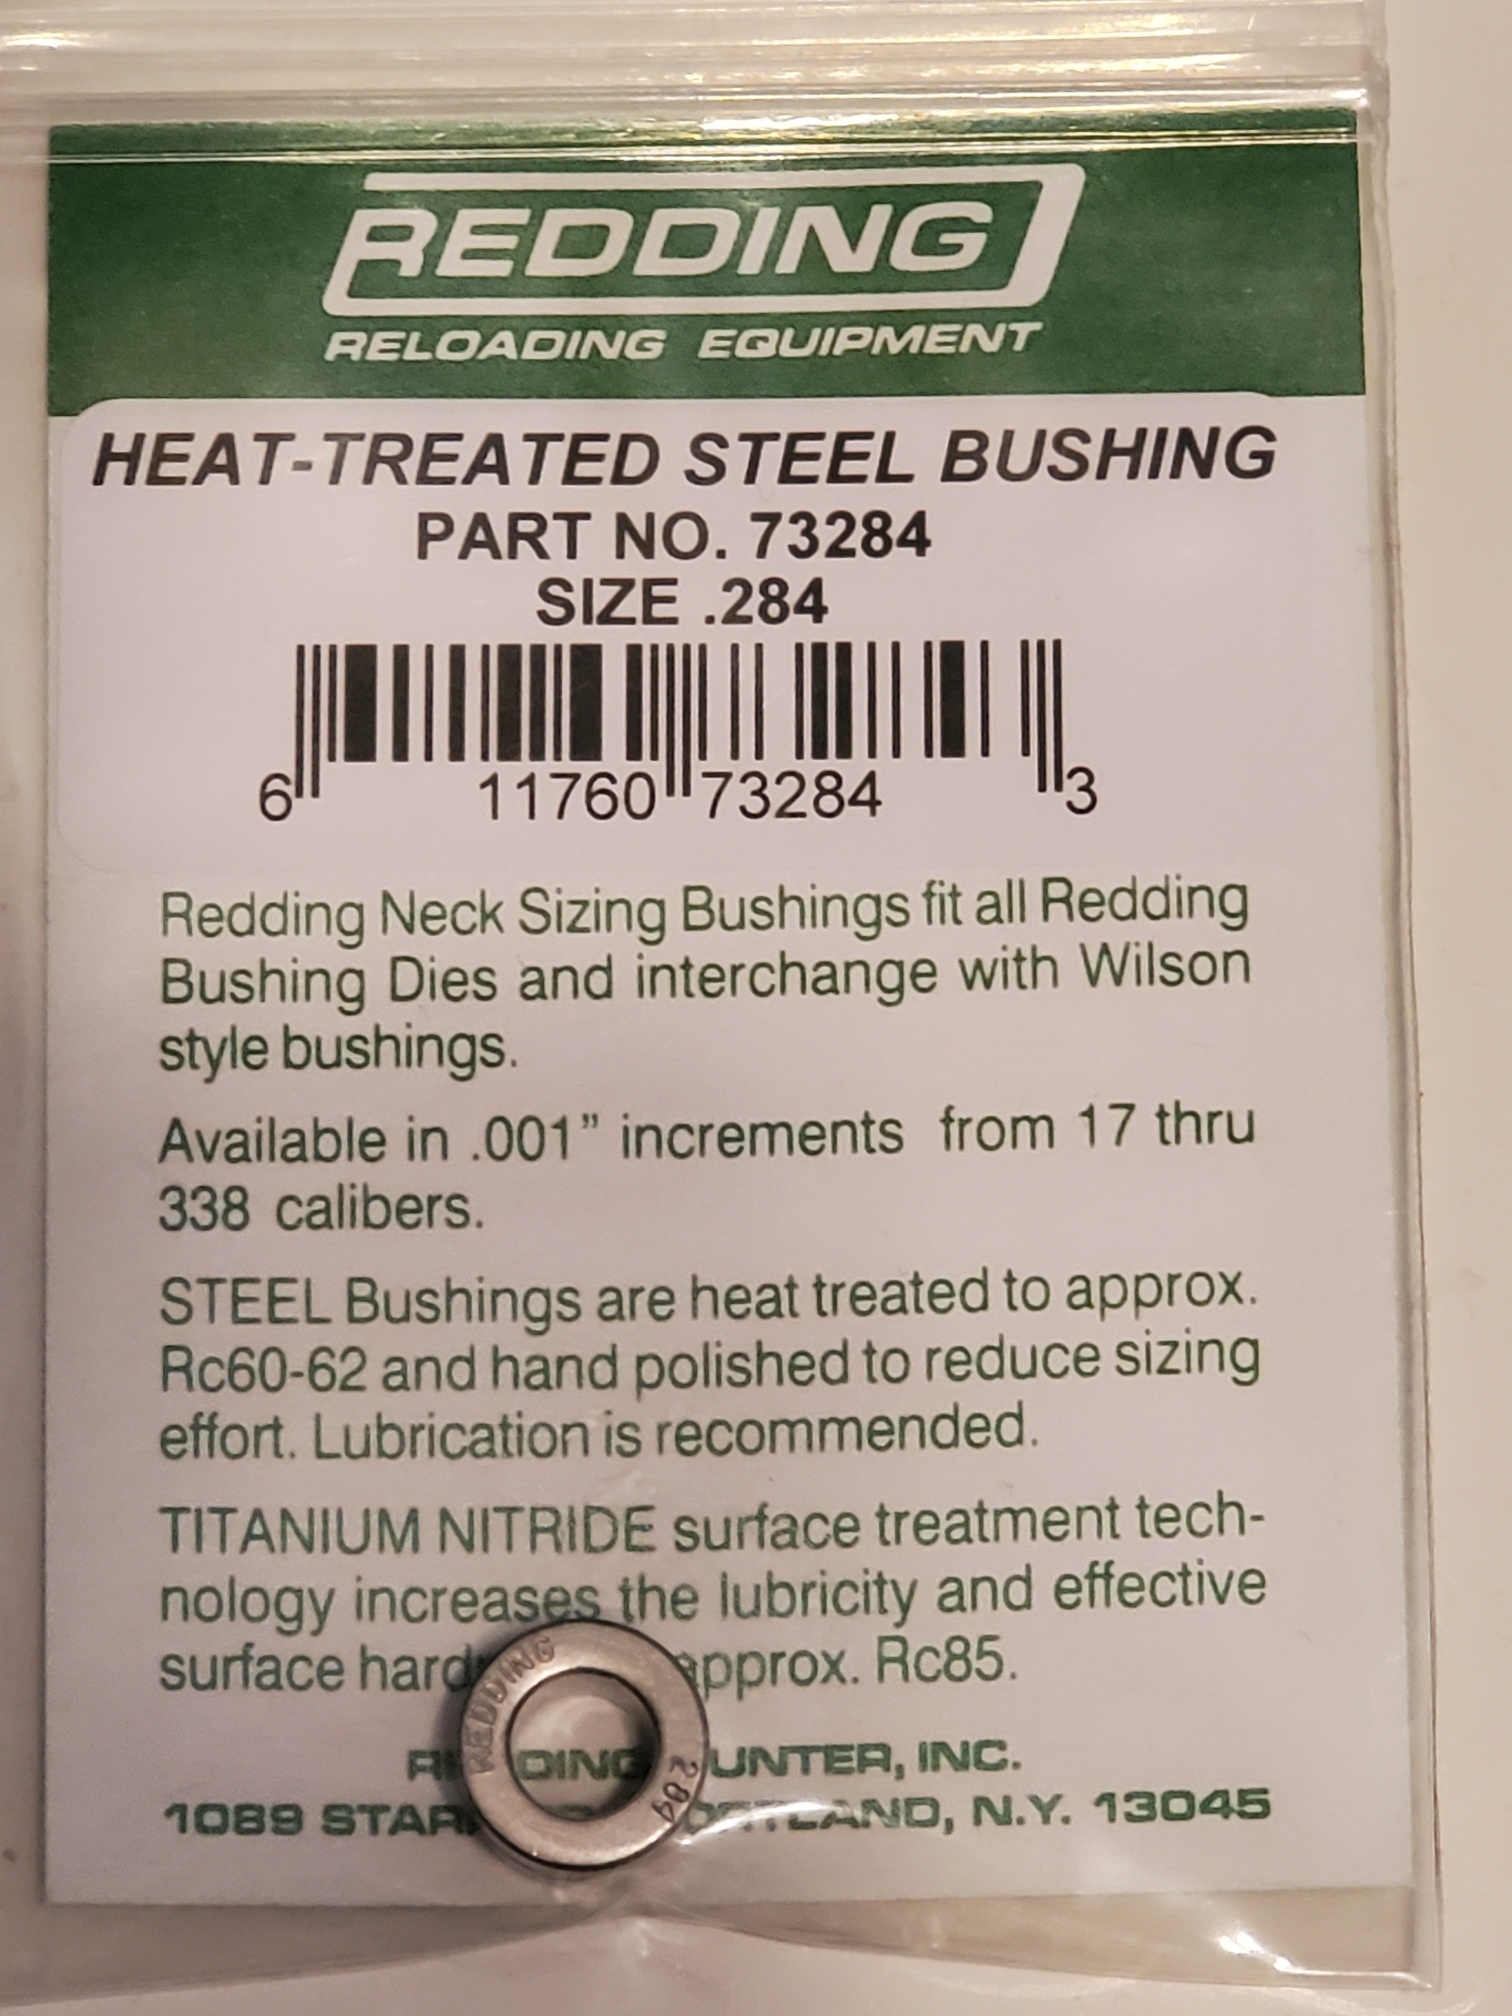 REDDING
RELOADING EQUIPMENT
HEAT-TREATED STEEL BUSHING
PART NO. 73284
SIZE .284
6 11760 73284 3
Redding Neck Sizing Bushings fit all Redding
Bushing Dies and interchange with Wilson
style bushings.
Available in .001” increments from 17 thru
338 calibers.
STEEL Bushings are heat treated to approx.
Rc60-62 and hand polished to reduce sizing
effort. Lubrication is recommended.
TITANIUM NITRIDE surface treatment tech-
nology increases the lubricity and effective
surface approx. Rc85.
REDDING 284
INC.
1089 N.Y. 13045